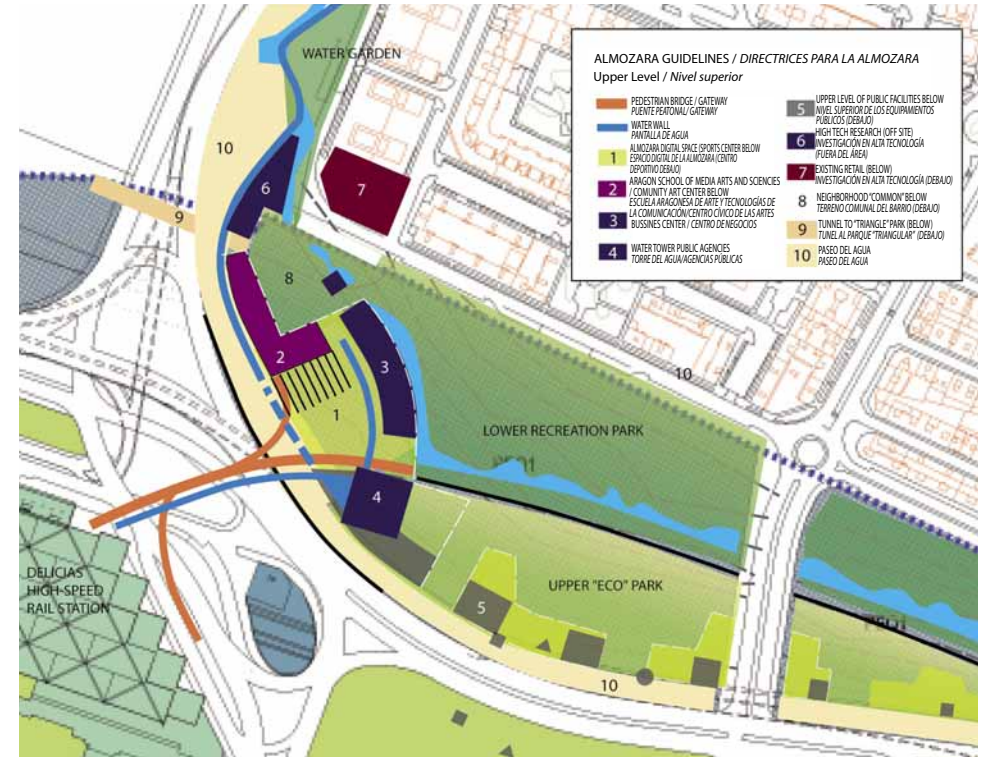 ALMOZARA GUIDELINES / DIRECTRICES PARA LA ALMOZARA
Upper Level / Nivel superior
PEDESTRIAN BRIDGE / GATEWAY
PUENTE PEATONAL/ GATEWAY
WATER WALL
PANTALLA DE AGUA
1
ALMOZARA DIGITAL SPACE (SPORTS CENTER BELOW
ESPACIO DIGITAL DE LA ALMOZARA (CENTRO
DEPORTIVO DEBAJO)
2
ARAGON SCHOOL OF MEDIA ARTS AND SCIENCIES
/ COMUNITY ART CENTER BELOW
ESCUELA ARAGONESA DE ARTE Y TECNOLOGÍAS DE
LA COMUNICACIÓN/CENTRO CÍVICO DE LAS ARTES
3
BUSSINES CENTER / CENTRO DE NEGOCIOS
4
WATER TOWER PUBLIC AGENCIES
TORRE DEL AGUA/AGENCIAS PÚBLICAS
5
UPPER LEVEL OF PUBLIC FACILITIES BELOW
NIVEL SUPERIOR DE LOS EQUIPAMIENTOS
PÚBLICOS (DEBAJO)
6
HIGH TECH RESEARCH (OFF SITE)
INVESTIGACIÓN EN ALTA TECNOLOGÍA
(FUERA DEL ÁREA)
7
EXISTING RETAIL (BELOW)
INVESTIGACIÓN EN ALTA TECNOLOGÍA (DEBAJO)
8
NEIGHBORHOOD "COMMON" BELOW
TERRENO COMUNAL DEL BARRIO (DEBAJO)
9
TUNNEL TO "TRIANGLE" PARK (BELOW)
TUNEL AL PARQUE "TRIANGULAR" (DEBAJO)
10
PASEO DEL AGUA
PASEO DEL AGUA
WATER GARDEN
10
6
7
9
8
2
3
10
1
LOWER RECREATION PARK
4
DELICIAS
HIGH-SPEED
RAIL STATION
UPPER "ECO" PARK
5
10